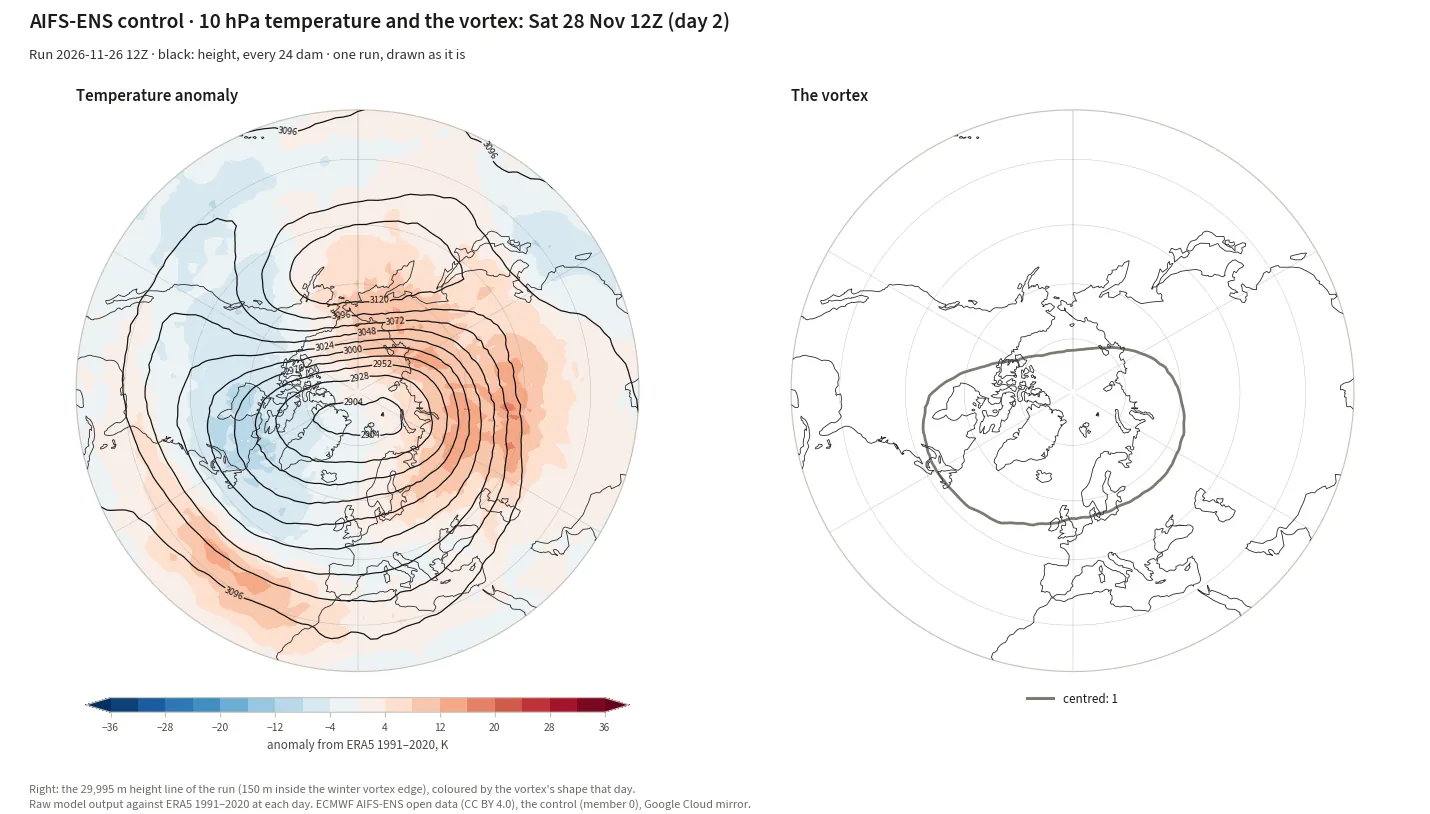 AIFS-ENS control · 10 hPa temperature and the vortex: Sat 28 Nov 12Z (day 2)
Run 2026-11-26 12Z · black: height, every 24 dam · one run, drawn as it is
Temperature anomaly
The vortex
3096
3096
3120
3096
3072
3048
3024
3000
2952
2928
2904
2904
3096
−36 −28 −20 −12 −4 4 12 20 28 36
anomaly from ERA5 1991–2020, K
centred: 1
Right: the 29,995 m height line of the run (150 m inside the winter vortex edge), coloured by the vortex's shape that day.
Raw model output against ERA5 1991–2020 at each day. ECMWF AIFS-ENS open data (CC BY 4.0), the control (member 0), Google Cloud mirror.